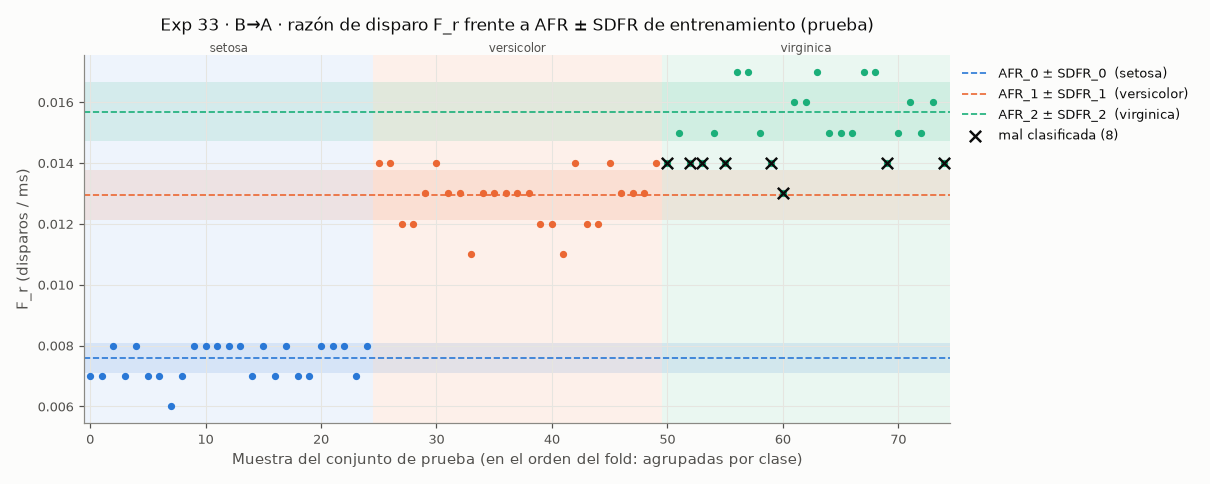 Exp 33 · B→A · razón de disparo F_r frente a AFR ± SDFR de entrenamiento (prueba)
setosa
versicolor
virginica
AFR_0 ± SDFR_0 (setosa)
AFR_1 ± SDFR_1 (versicolor)
AFR_2 ± SDFR_2 (virginica)
mal clasificada (8)
F_r (disparos / ms)
0.016
0.014
0.012
0.010
0.008
0.006
0
10
20
30
40
50
60
70
Muestra del conjunto de prueba (en el orden del fold: agrupadas por clase)